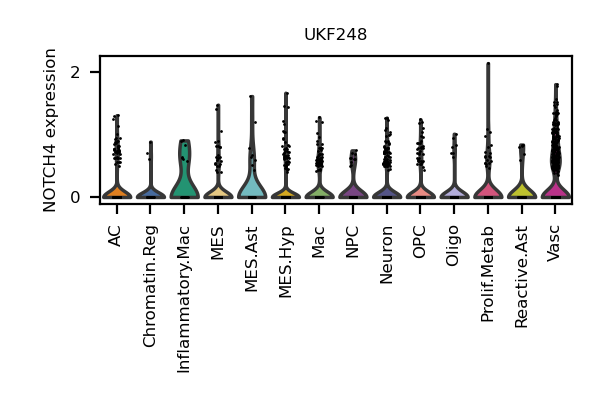 UKF248
NOTCH4 expression
2
0
AC
Chromatin.Reg
Inflammatory.Mac
MES
MES.Ast
MES.Hyp
Mac
NPC
Neuron
OPC
Oligo
Prolif.Metab
Reactive.Ast
Vasc